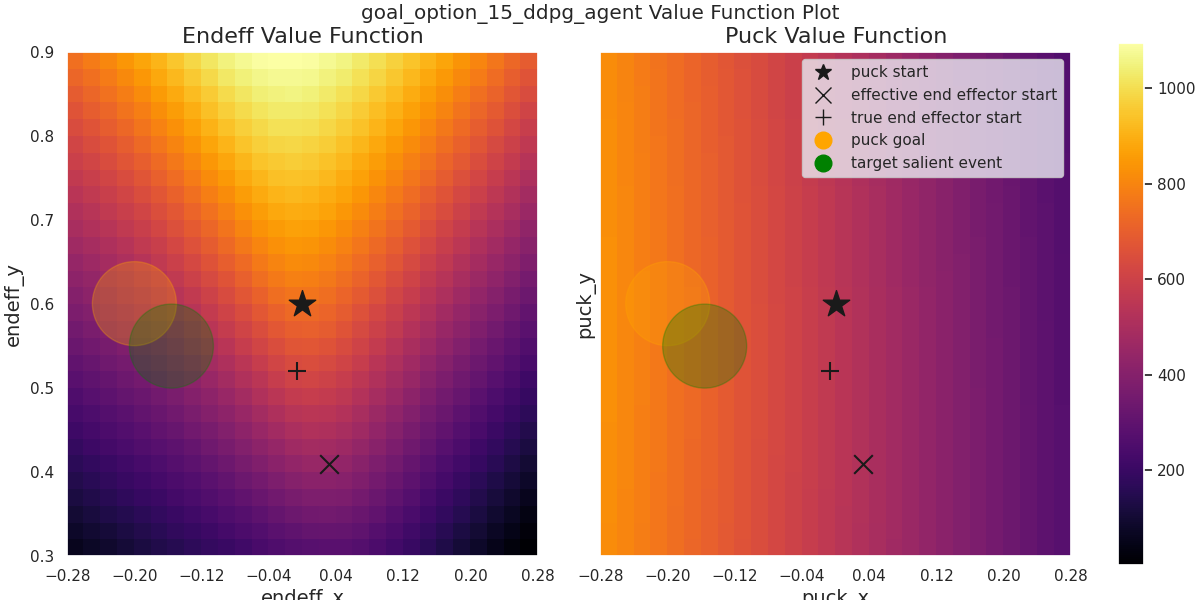 goal_option_15_ddpg_agent Value Function Plot
Endeff Value Function
Puck Value Function
0.9
0.8
0.7
0.6
0.5
0.4
0.3
endeff_y
−0.28 −0.20 −0.12 −0.04 0.04 0.12 0.20 0.28
endeff_x
puck_y
puck start
effective end effector start
true end effector start
puck goal
target salient event
−0.28 −0.20 −0.12 −0.04 0.04 0.12 0.20 0.28
puck_x
1000
800
600
400
200